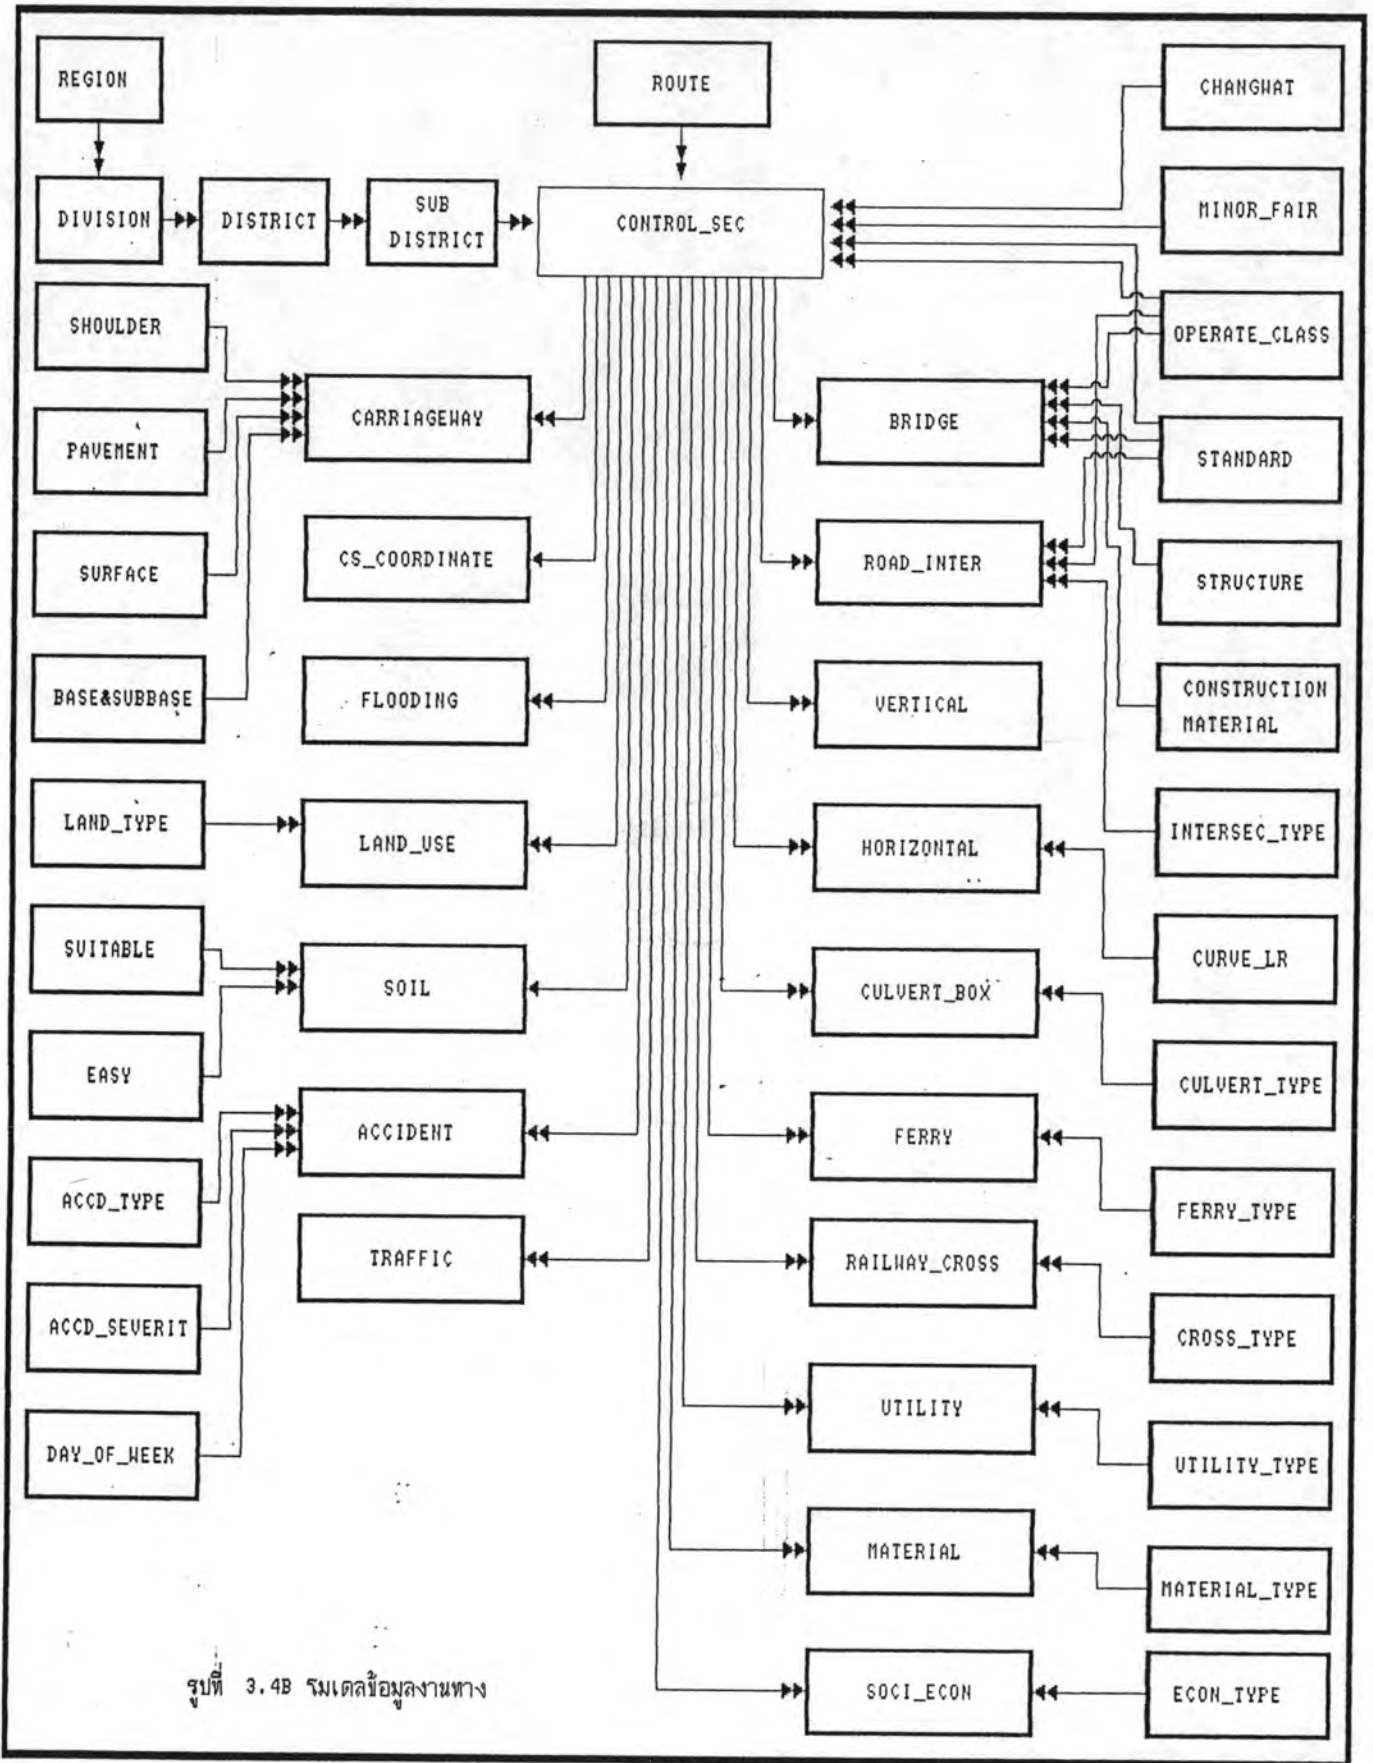 REGION
ROUTE
CHANGWAT
DIVISION
DISTRICT
SUB
DISTRICT
CONTROL_SEC
MINOR_FAIR
SHOULDER
OPERATE_CLASS
CARRIAGEWAY
BRIDGE
PAVEMENT
STANDARD
SURFACE
CS_COORDINATE
ROAD_INTER
STRUCTURE
BASE&SUBBASE
FLOODING
VERTICAL
CONSTRUCTION
MATERIAL
LAND_TYPE
LAND_USE
HORIZONTAL
INTERSEC_TYPE
SUITABLE
SOIL
CULVERT_BOX
CURVE_LR
EASY
CULVERT_TYPE
ACCIDENT
FERRY
ACCD_TYPE
FERRY_TYPE
TRAFFIC
RAILWAY_CROSS
ACCD_SEVERIT
CROSS_TYPE
UTILITY
DAY_OF_WEEK
UTILITY_TYPE
MATERIAL
MATERIAL_TYPE
SOCI_ECON
ECON_TYPE
รูปที่ 3.4B รมเดลข้อมูลงานทาง